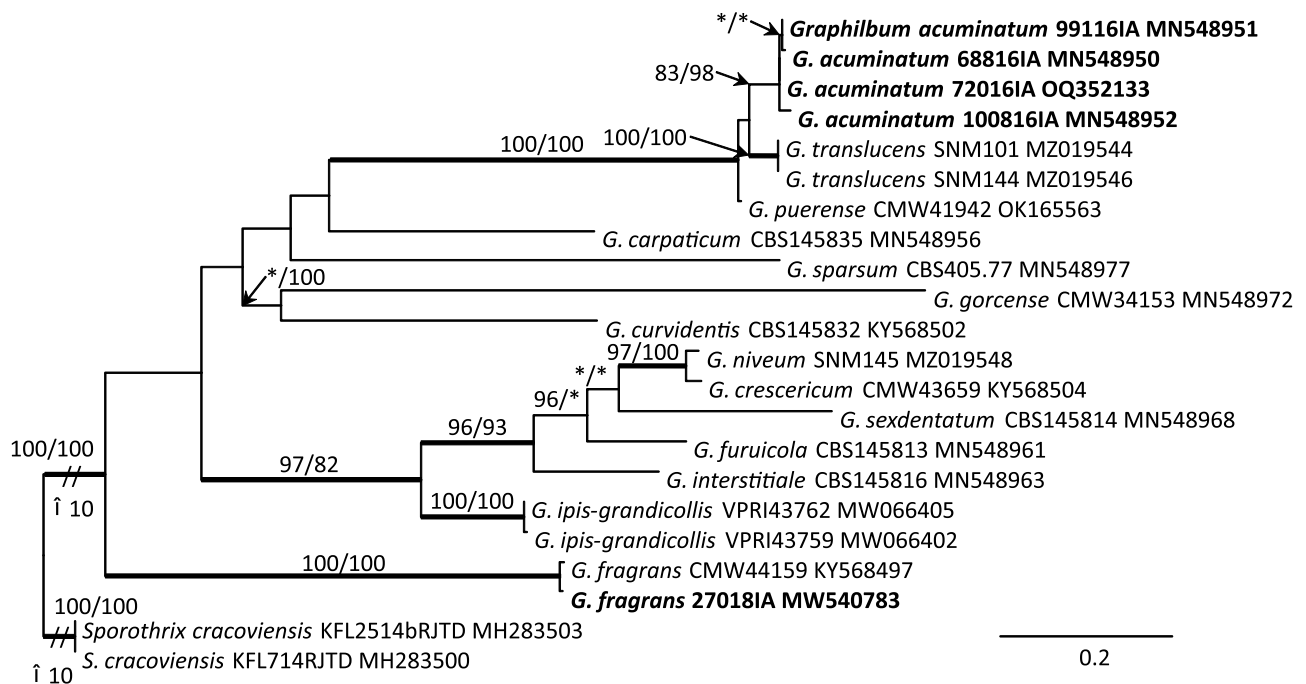 */*
Graphilbum acuminatum 99116IA MN548951
G. acuminatum 68816IA MN548950
83/98
G. acuminatum 72016IA OQ352133
G. acuminatum 100816IA MN548952
100/100
100/100
G. translucens SNM101 MZ019544
G. translucens SNM144 MZ019546
G. puerense CMW41942 OK165563
G. carpaticum CBS145835 MN548956
G. sparsum CBS405.77 MN548977
*/100
G. gorcense CMW34153 MN548972
G. curvidentis CBS145832 KY568502
97/100
G. niveum SNM145 MZ019548
*/*
G. crescericum CMW43659 KY568504
96/*
G. sexdentatum CBS145814 MN548968
96/93
G. furuicola CBS145813 MN548961
100/100
97/82
G. interstitiale CBS145816 MN548963
î 10
100/100
G. ipis-grandicollis VPRI43762 MW066405
G. ipis-grandicollis VPRI43759 MW066402
100/100
G. fragrans CMW44159 KY568497
G. fragrans 27018IA MW540783
100/100
Sporothrix cracoviensis KFL2514bRJTD MH283503
S. cracoviensis KFL714RJTD MH283500
î 10
0.2